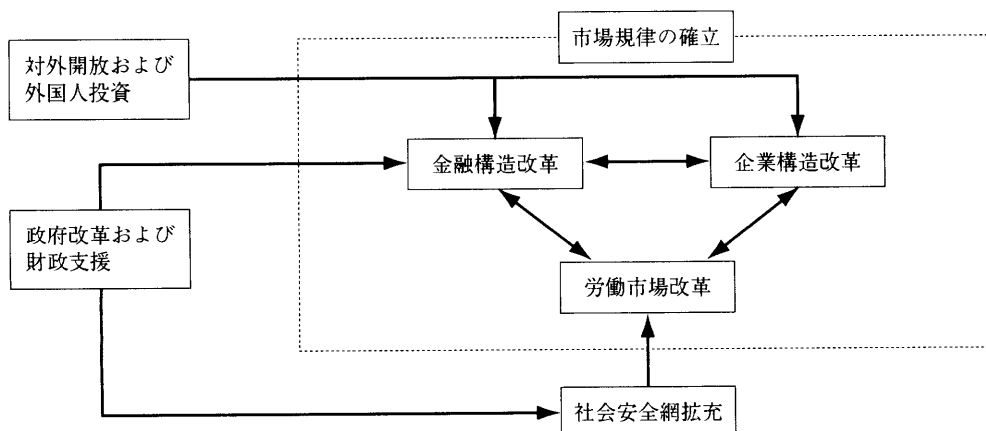 市場規律の確立
対外開放および
外国人投資
金融構造改革
企業構造改革
政府改革および
財政支援
労働市場改革
社会安全網拡充